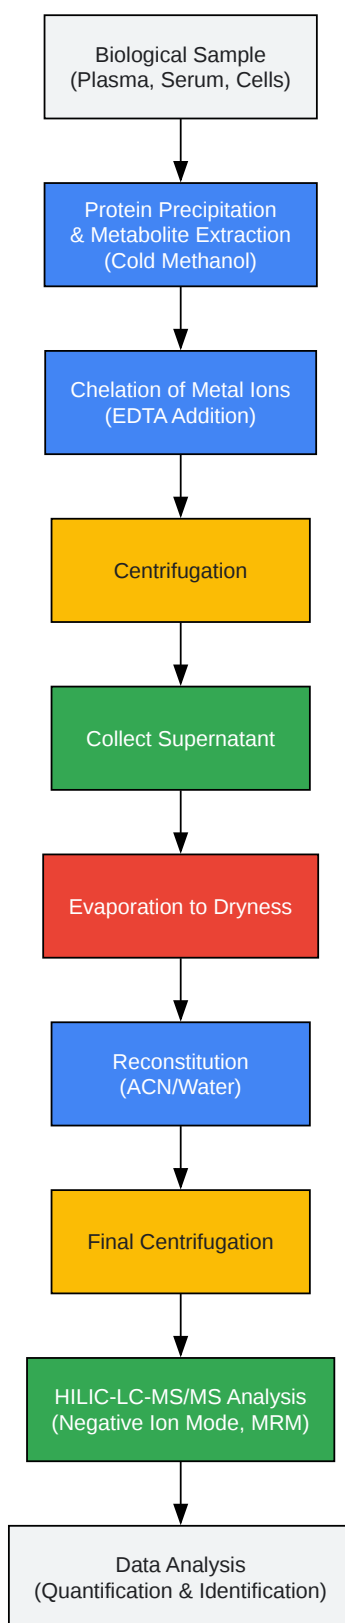 Biological Sample
(Plasma, Serum, Cells)
Protein Precipitation
& Metabolite Extraction
(Cold Methanol)
Chelation of Metal Ions
(EDTA Addition)
Centrifugation
Collect Supernatant
Evaporation to Dryness
Reconstitution
(ACN/Water)
Final Centrifugation
HILIC-LC-MS/MS Analysis
(Negative Ion Mode, MRM)
Data Analysis
(Quantification & Identification)